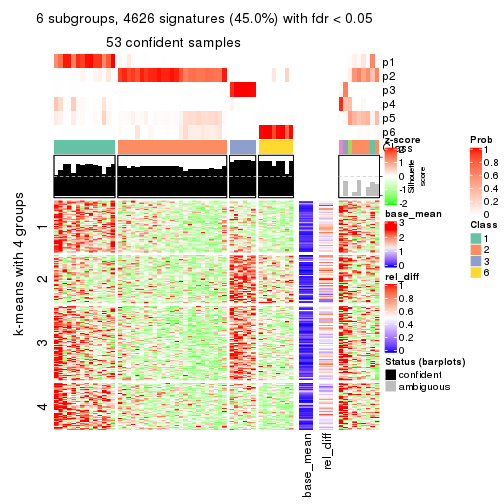 6 subgroups, 4626 signatures (45.0%) with fdr < 0.05
53 confident samples
p1
p2
p3
p4
p5
p6
Class
z-score
2
1
0
-1
-2
Silhouette
score
base_mean
3
2
1
0
rel_diff
1
0.8
0.6
0.4
0.2
0
Status (barplots)
confident
ambiguous
Prob
1
0.8
0.6
0.4
0.2
0
Class
1
2
3
6
k-means with 4 groups
1
2
3
4
base_mean
rel_diff